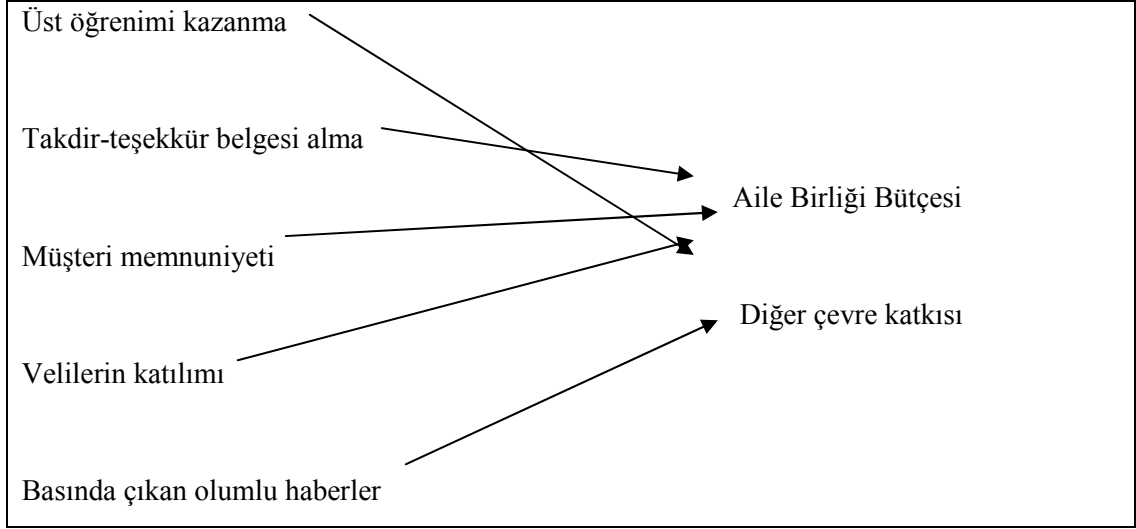 Üst öğrenimi kazanma
Takdir-teşekkür belgesi alma
Aile Birliği Bütçesi
Müşteri memnuniyeti
Diğer çevre katkısı
Velilerin katılımı
Basında çıkan olumlu haberler